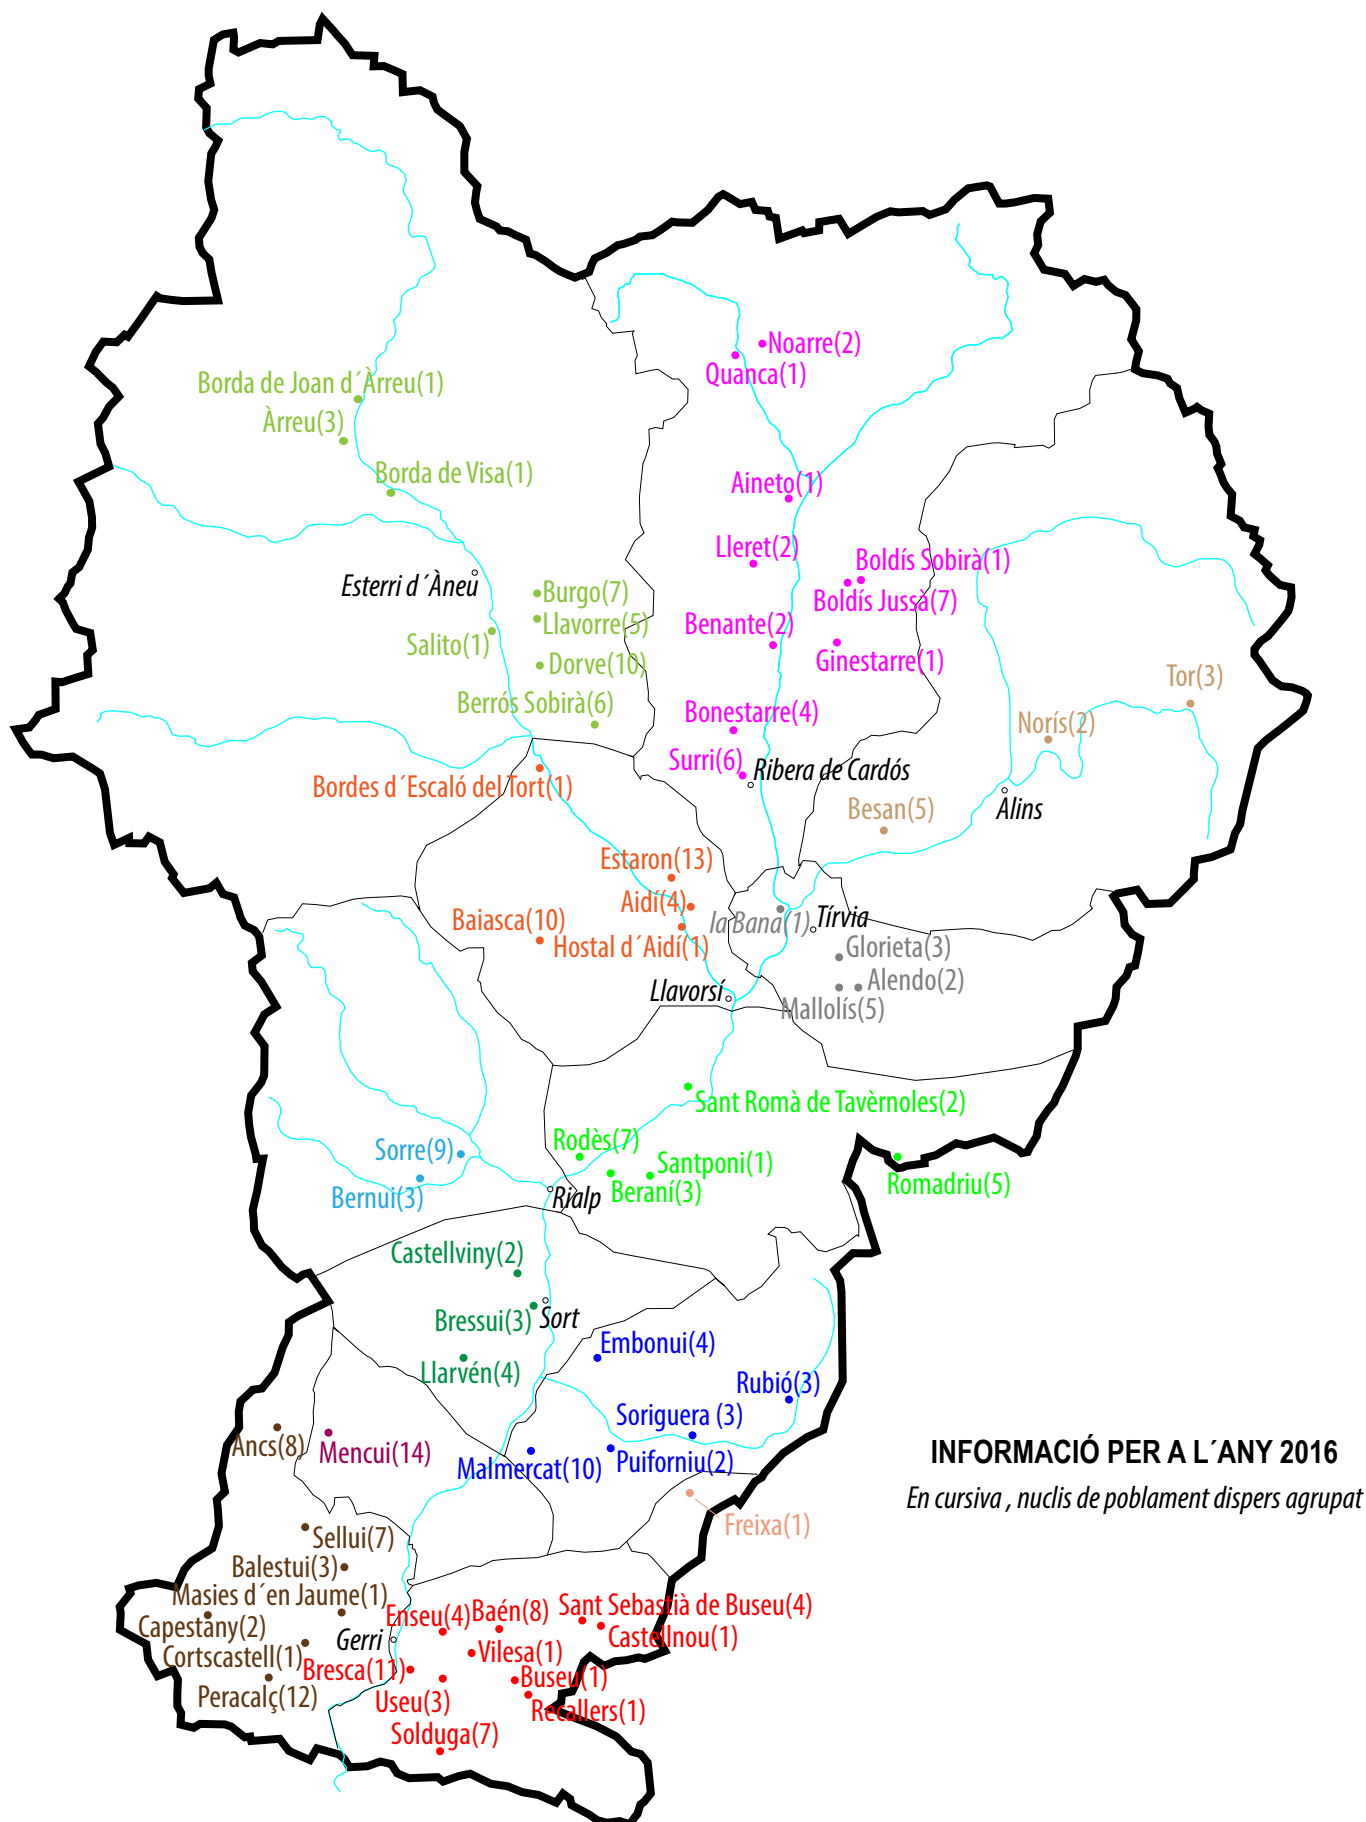 Noarre(2)
Quanca(1)
Borda de Joan d´Àrreu(1)
Àrreu(3)
Borda de Visa(1)
Aineto(1)
Lleret(2)
Boldís Sobirà(1)
Boldís Jussà(7)
Esterri d´Àneu
Burgo(7)
Llavorre(5)
Salito(1)
Benante(2)
Ginestarre(1)
Dorve(10)
Tor(3)
Berrós Sobirà(6)
Bonestarre(4)
Norís(2)
Surri(6)
Ribera de Cardós
Bordes d´Escaló del Tort(1)
Besan(5)
Àlins
Estaron(13)
Aidí(4)
la Bana(1)
Tírvia
Baiasca(10)
Hostal d´Aidí(1)
Glorieta(3)
Alendo(2)
Llavorsí
Mallolís(5)
Sant Romà de Tavèrnoles(2)
Sorre(9)
Rodès(7)
Santponi(1)
Bernui(3)
Rialp
Beraní(3)
Romadriu(5)
Castellviny(2)
Bressui(3)
Sort
Embonui(4)
Llarvén(4)
Rubió(3)
Soriguera (3)
Ancs(8)
Mencui(14)
Malmercat(10)
Puiforniu(2)
INFORMACIÓ PER A L´ANY 2016
En cursiva , nuclis de poblament dispers agrupat
Freixa(1)
Sellui(7)
Balestui(3)
Masies d´en Jaume(1)
Capestany(2)
Enseu(4)
Baén(8)
Sant Sebastià de Buseu(4)
Castellnou(1)
Gerri
Cortscastell(1)
Vilesa(1)
Bresca(11)
Buseu(1)
Peracalç(12)
Useu(3)
Recallers(1)
Solduga(7)